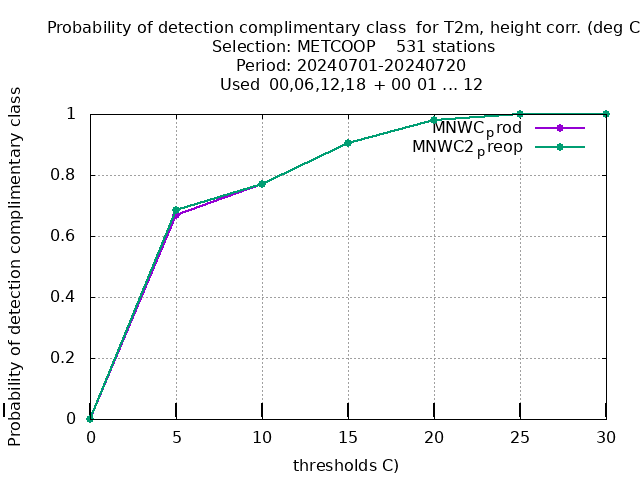 Probability of detection complimentary class for T2m, height corr. (deg C
Selection: METCOOP 531 stations
Period: 20240701-20240720
Used 00,06,12,18 + 00 01 ... 12
Probability of detection complimentary class
1
0.8
0.6
0.4
0.2
0
MNWCprod
MNWC2preop
0 5 10 15 20 25 30
thresholds C)